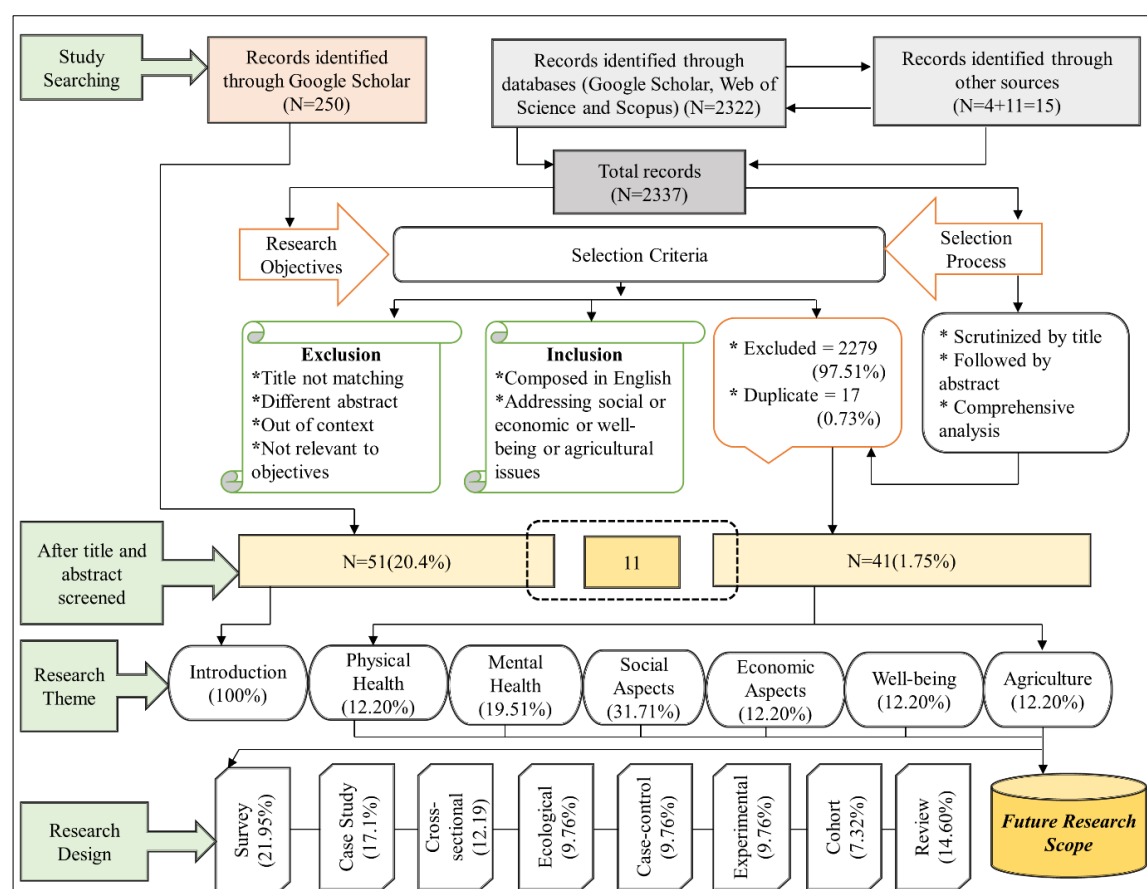 Study
Searching
Records identified
through Google Scholar
(N=250)
Records identified through
databases (Google Scholar, Web of
Science and Scopus) (N=2322)
Records identified through
other sources
(N=4+11=15)
Total records
(N=2337)
Research
Objectives
Selection Criteria
Selection
Process
Exclusion
*Title not matching
*Different abstract
*Out of context
*Not relevant to
objectives
Inclusion
*Composed in English
*Addressing social or
economic or well-
being or agricultural
issues
* Excluded = 2279
(97.51%)
* Duplicate = 17
(0.73%)
* Scrutinized by title
* Followed by
abstract
* Comprehensive
analysis
After title and
abstract
screened
N=51(20.4%)
11
N=41(1.75%)
Research
Theme
Introduction
(100%)
Physical
Health
(12.20%)
Mental
Health
(19.51%)
Social
Aspects
(31.71%)
Economic
Aspects
(12.20%)
Well-being
(12.20%)
Agriculture
(12.20%)
Research
Design
Survey
(21.95%)
Case Study
(17.1%)
Cross-
sectional
(12.19)
Ecological
(9.76%)
Case-control
(9.76%)
Experimental
(9.76%)
Cohort
(7.32%)
Review
(14.60%)
Future Research
Scope